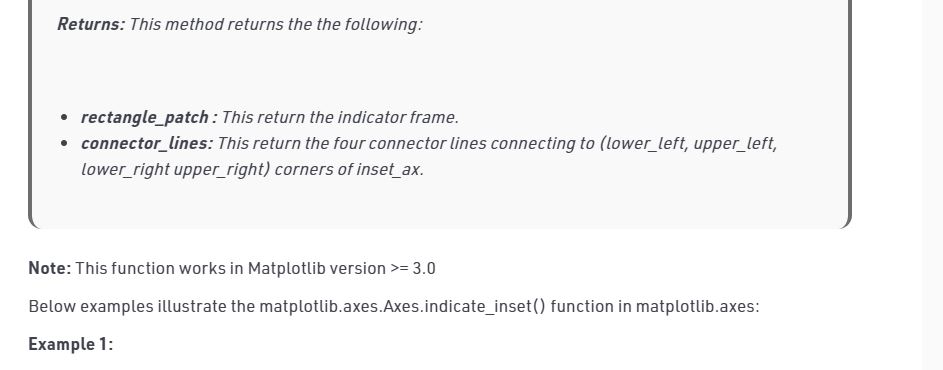 Returns: This method returns the the following:
rectangle_patch : This return the indicator frame.
connector_lines: This return the four connector lines connecting to (lower_left, upper_left,
lower_right upper_right) corners of inset_ax.
Note: This function works in Matplotlib version >= 3.0
Below examples illustrate the matplotlib.axes.Axes.indicate_inset() function in matplotlib.axes:
Example 1: